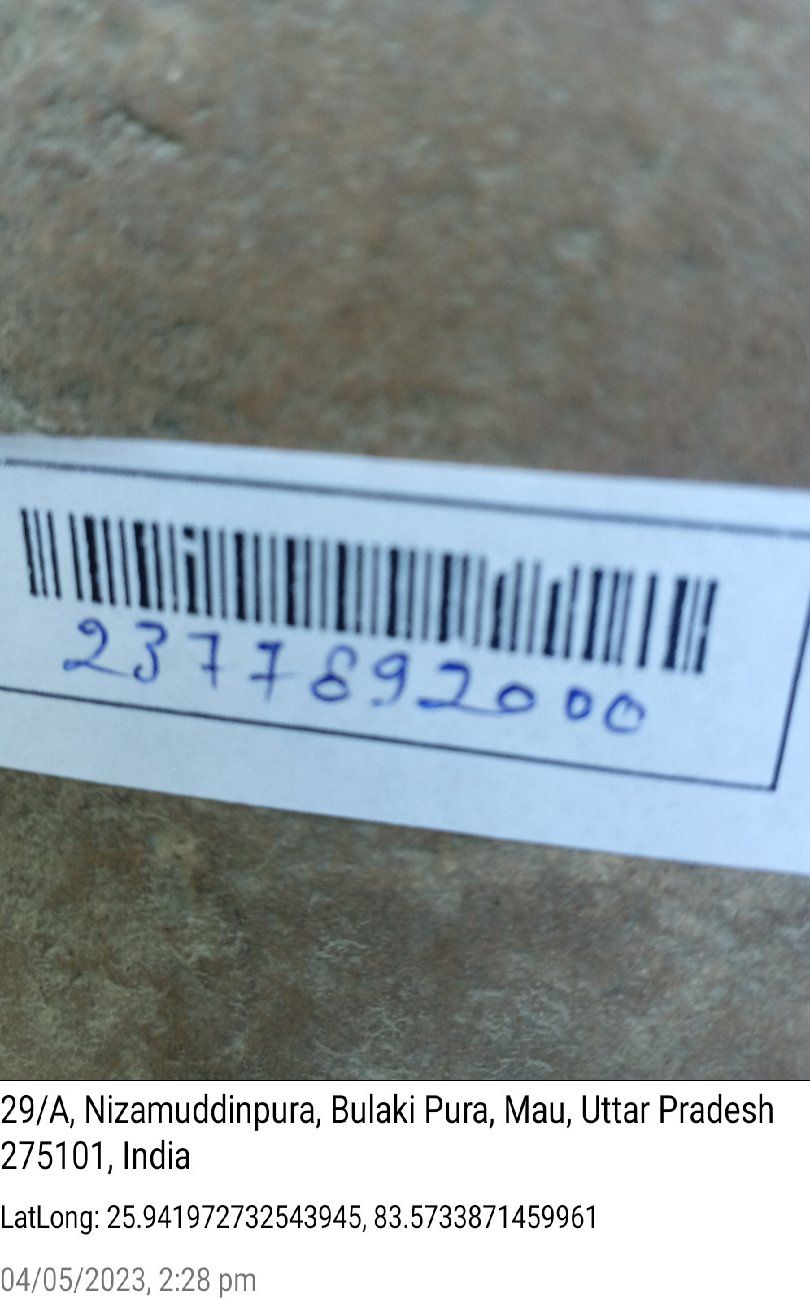 2377892000
29/A, Nizamuddinpura, Bulaki Pura, Mau, Uttar Pradesh
275101, India
LatLong: 25.941972732543945, 83.5733871459961
04/05/2023, 2:28 pm